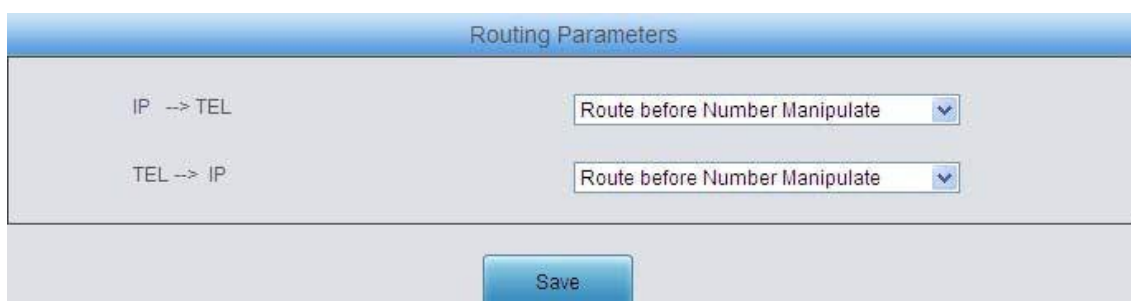 Routing Parameters
IP --> TEL Route before Number Manipulate
TEL --> IP Route before Number Manipulate
Save